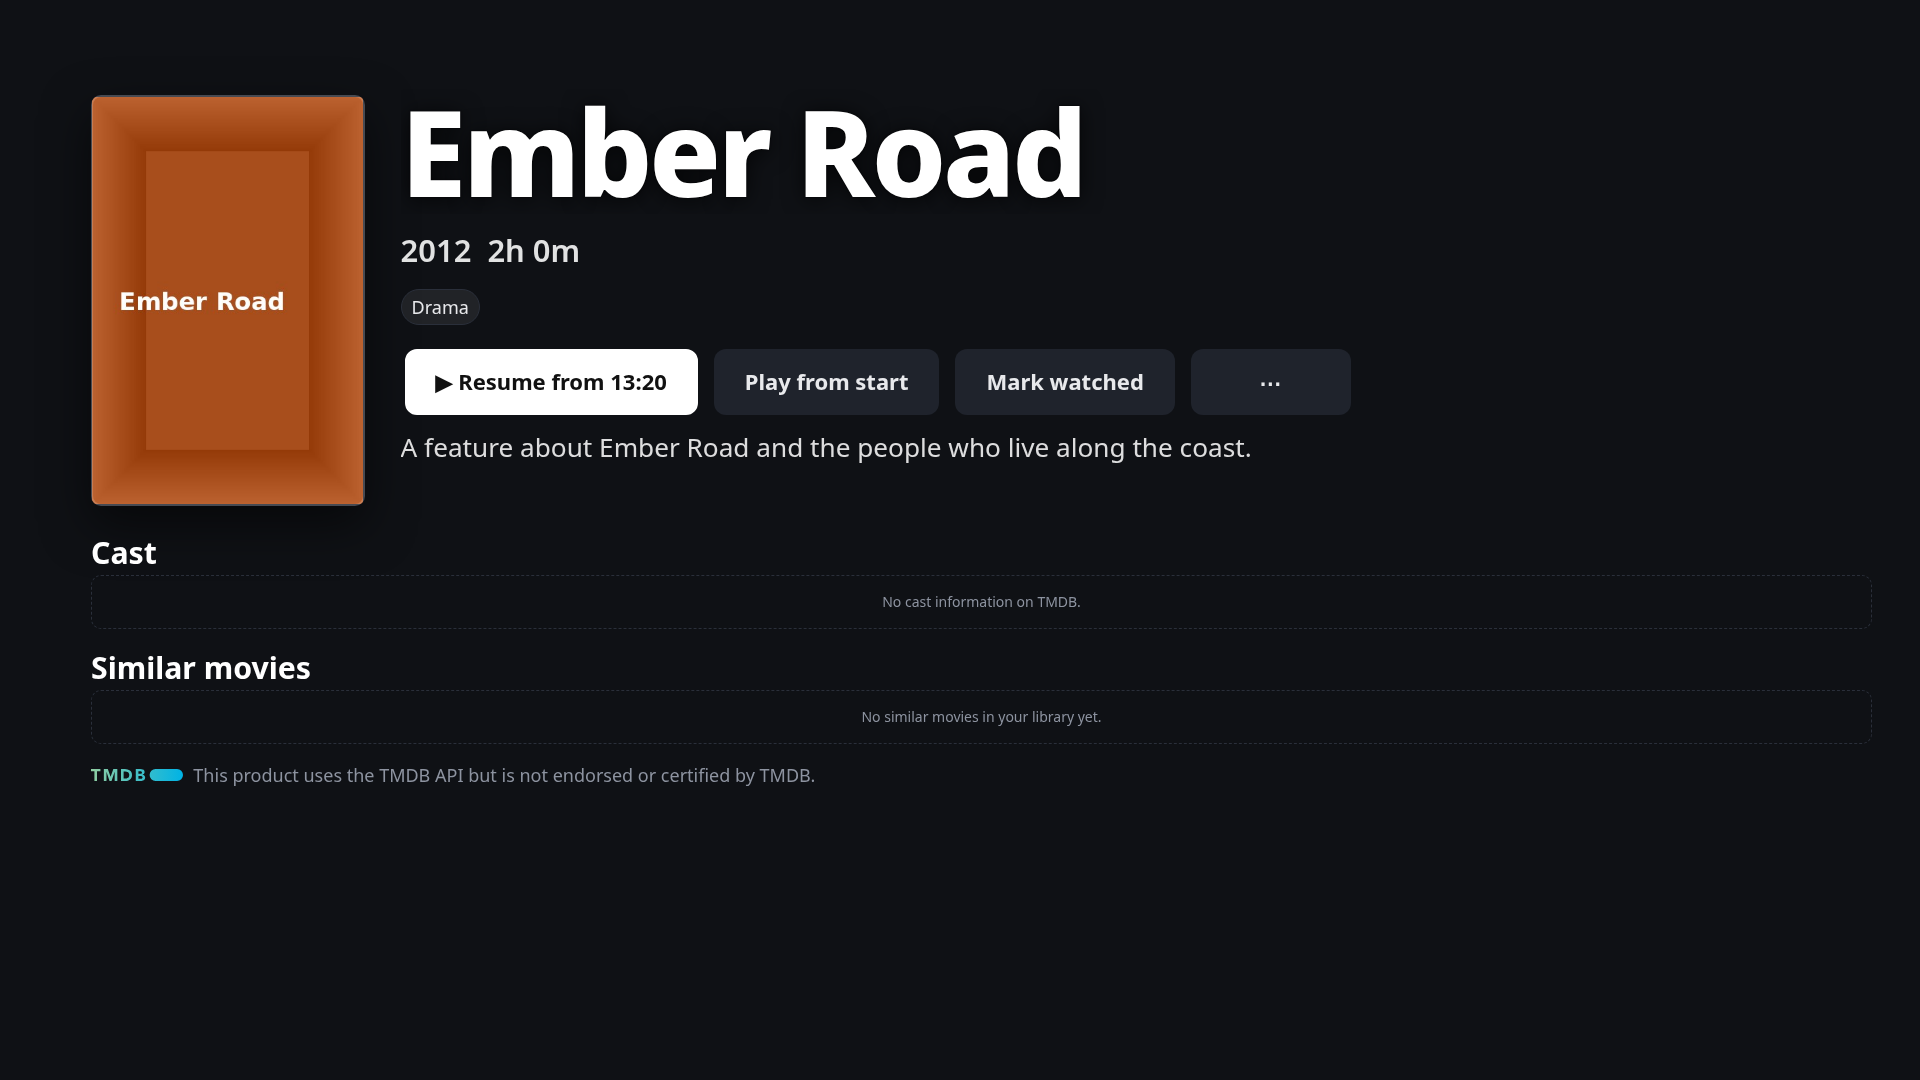 Ember Road
Ember Road
2012 2h 0m
Drama
▶ Resume from 13:20
Play from start
Mark watched
...
A feature about Ember Road and the people who live along the coast.
Cast
No cast information on TMDB.
Similar movies
No similar movies in your library yet.
TMDB This product uses the TMDB API but is not endorsed or certified by TMDB.